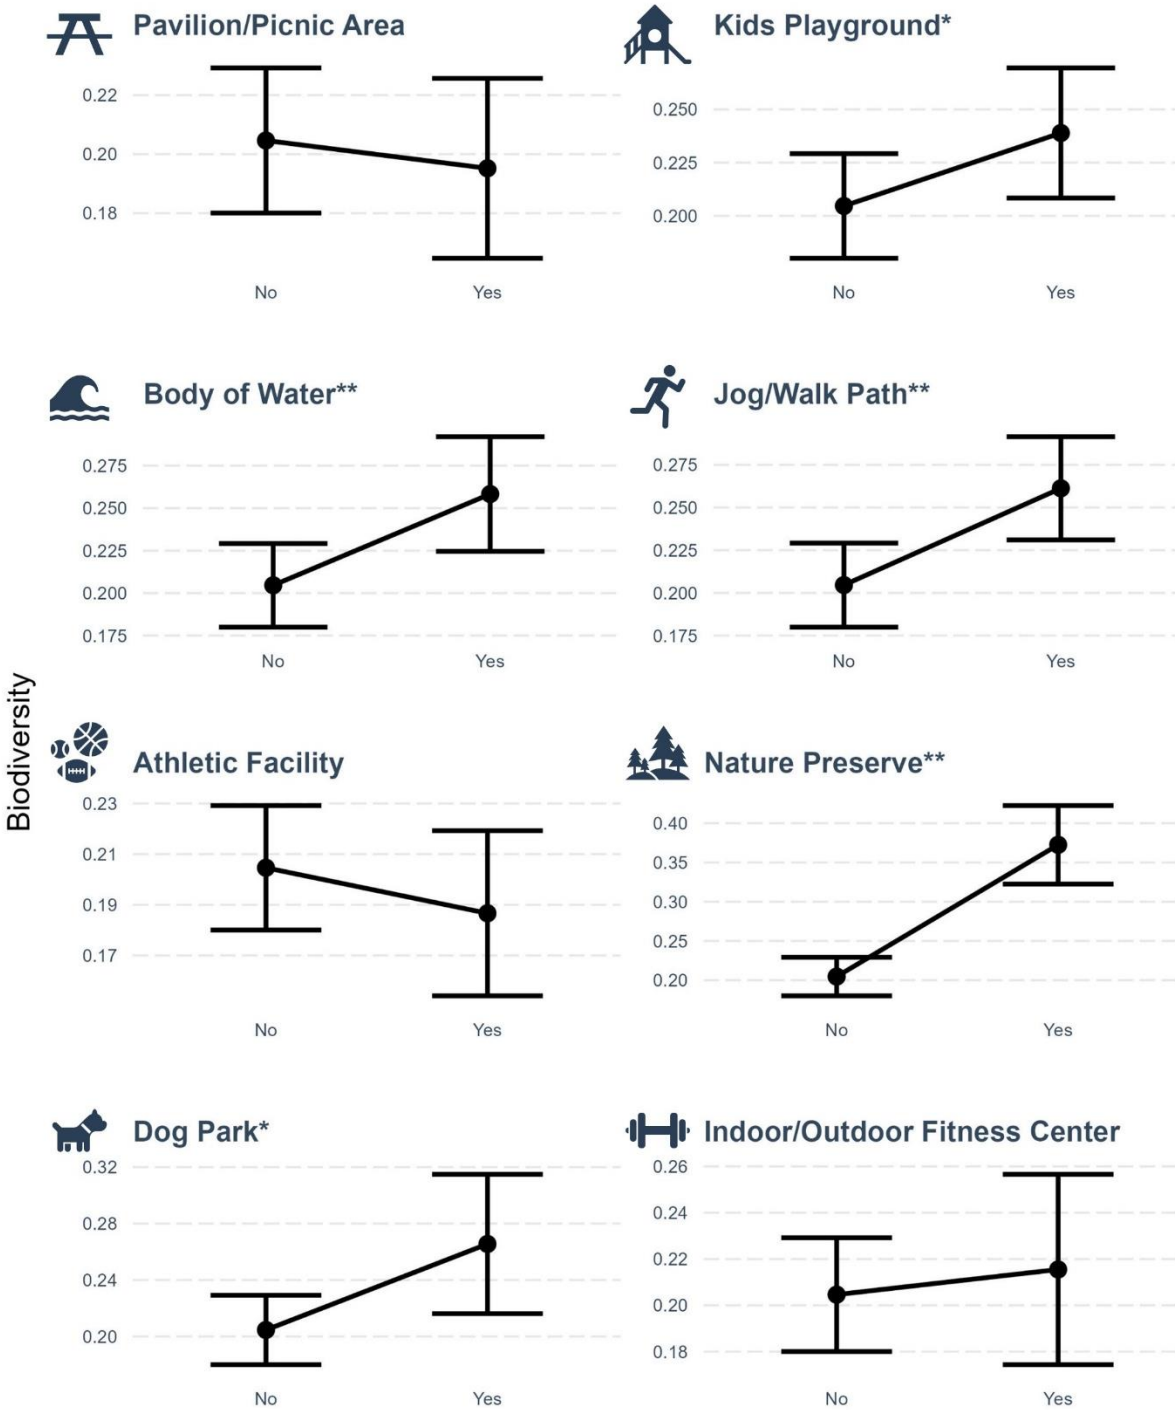 Pavilion/Picnic Area
0.22
0.20
0.18
No Yes
Kids Playground*
0.250
0.225
0.200
No Yes
Body of Water**
0.275
0.250
0.225
0.200
0.175
No Yes
Jog/Walk Path**
0.275
0.250
0.225
0.200
0.175
No Yes
Biodiversity
Athletic Facility
0.23
0.21
0.19
0.17
No Yes
Nature Preserve**
0.40
0.35
0.30
0.25
0.20
No Yes
Dog Park*
0.32
0.28
0.24
0.20
No Yes
Indoor/Outdoor Fitness Center
0.26
0.24
0.22
0.20
0.18
No Yes